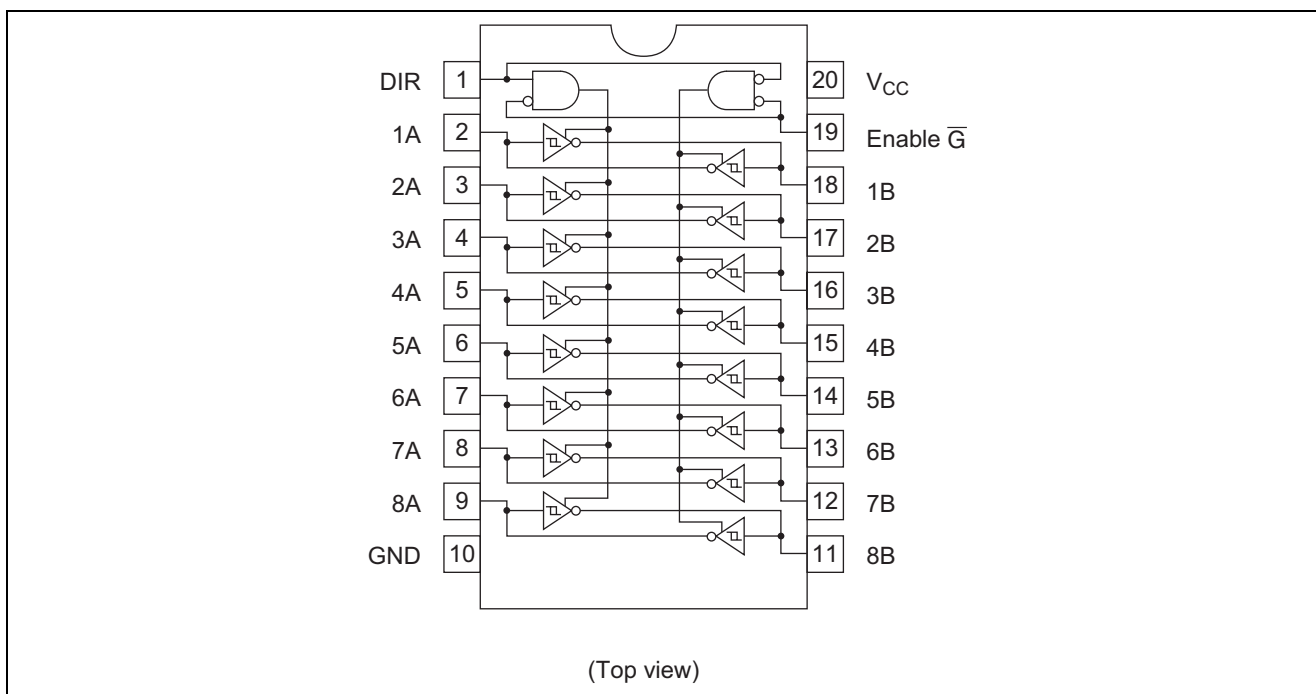 DIR 1 20 V_CC
1A 2 19 Enable G̅
2A 3 18 1B
3A 4 17 2B
4A 5 16 3B
5A 6 15 4B
6A 7 14 5B
7A 8 13 6B
8A 9 12 7B
GND 10 11 8B
(Top view)